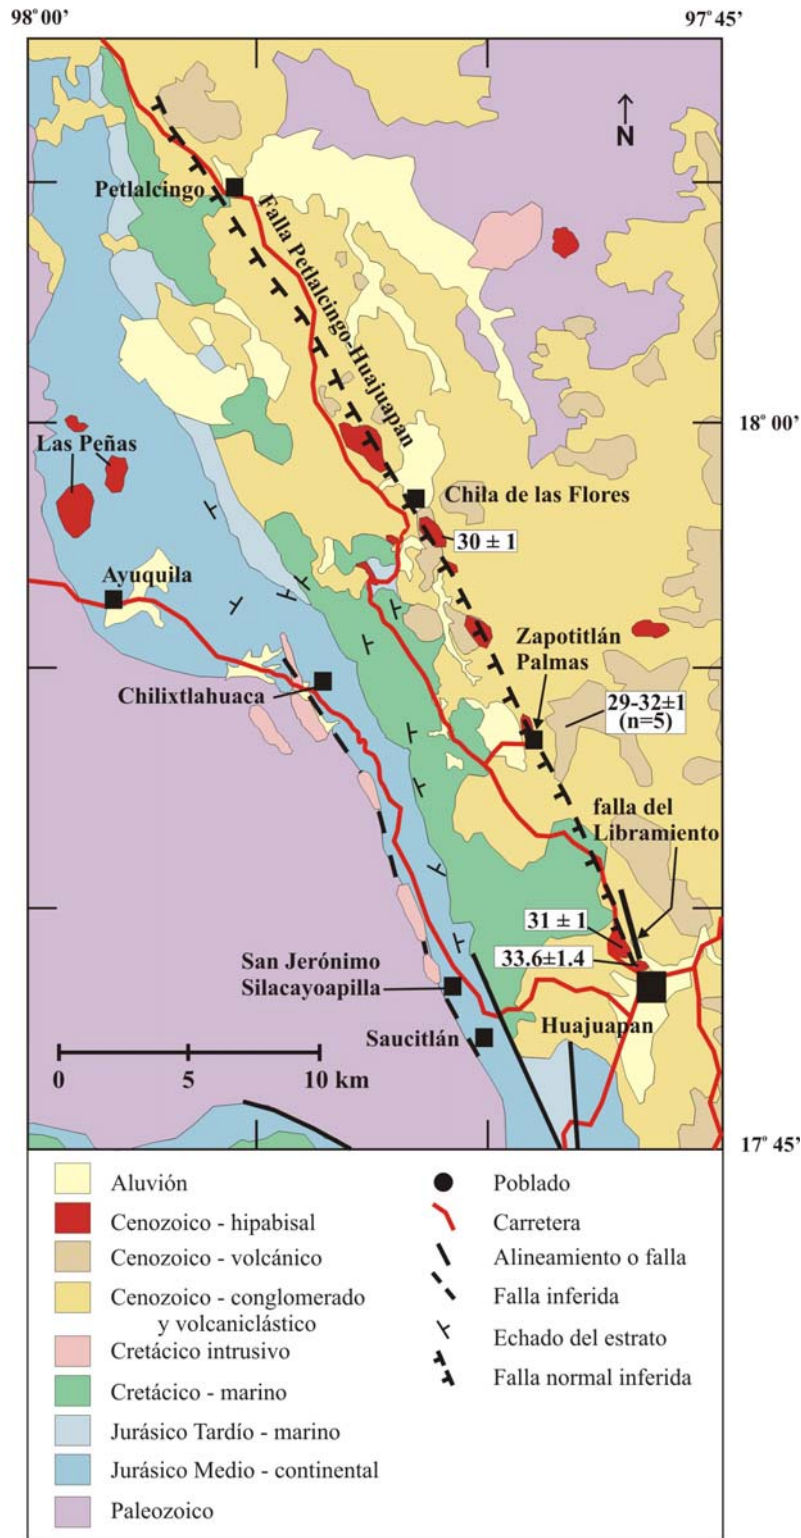 98° 00'
97° 45'
N
Petlalcingo
Falla Petlalcingo-Huajuapan
18° 00'
Las Peñas
Chila de las Flores
30 ± 1
Ayuquila
Zapotitlán
Palmas
Chilixtlahuaca
29-32±1
(n=5)
falla del
Libramiento
31 ± 1
33.6±1.4
San Jerónimo
Silacayoapilla
Huajuapan
Saucitlán
0 5 10 km
17° 45'
Aluvión
Cenozoico - hipabisal
Cenozoico - volcánico
Cenozoico - conglomerado
y volcaniclástico
Cretácico intrusivo
Cretácico - marino
Jurásico Tardío - marino
Jurásico Medio - continental
Paleozoico
Poblado
Carretera
Alineamiento o falla
Falla inferida
Echado del estrato
Falla normal inferida